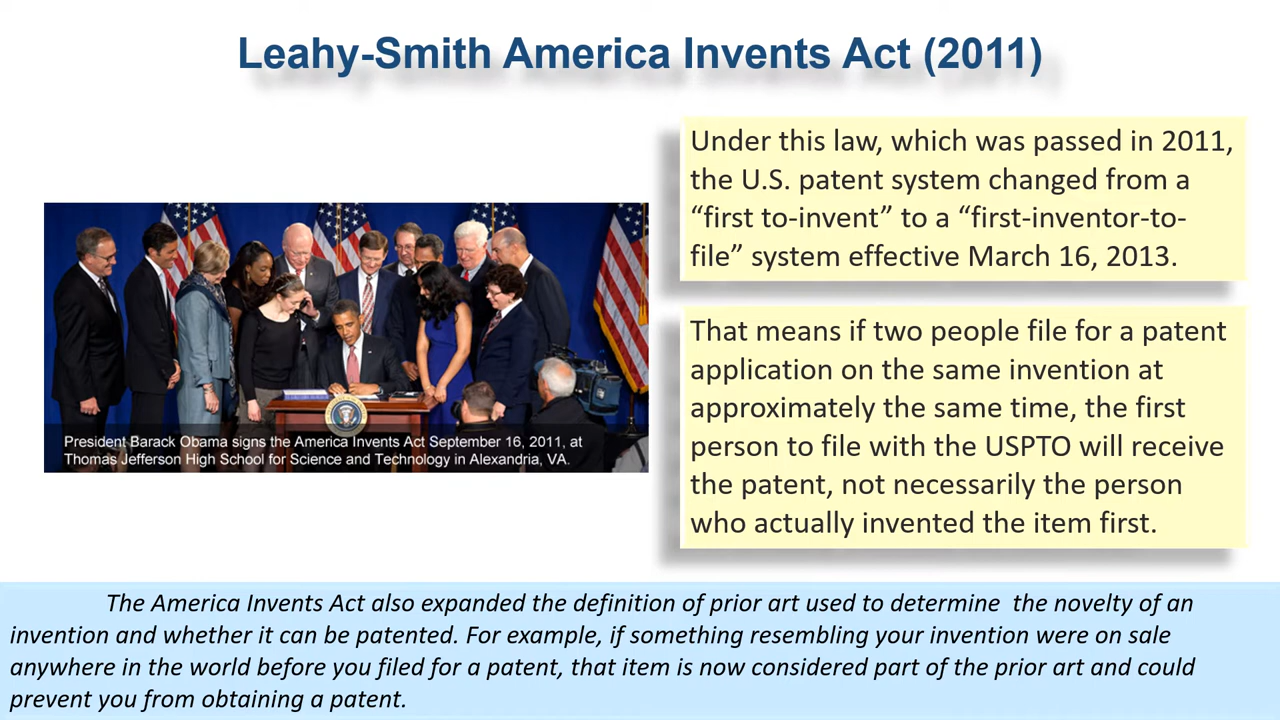 Leahy-Smith America Invents Act (2011)
Under this law, which was passed in 2011,
the U.S. patent system changed from a
“first to-invent” to a “first-inventor-to-
file” system effective March 16, 2013.
That means if two people file for a patent
application on the same invention at
approximately the same time, the first
person to file with the USPTO will receive
the patent, not necessarily the person
who actually invented the item first.
President Barack Obama signs the America Invents Act September 16, 2011, at
Thomas Jefferson High School for Science and Technology in Alexandria, VA.
The America Invents Act also expanded the definition of prior art used to determine the novelty of an
invention and whether it can be patented. For example, if something resembling your invention were on sale
anywhere in the world before you filed for a patent, that item is now considered part of the prior art and could
prevent you from obtaining a patent.